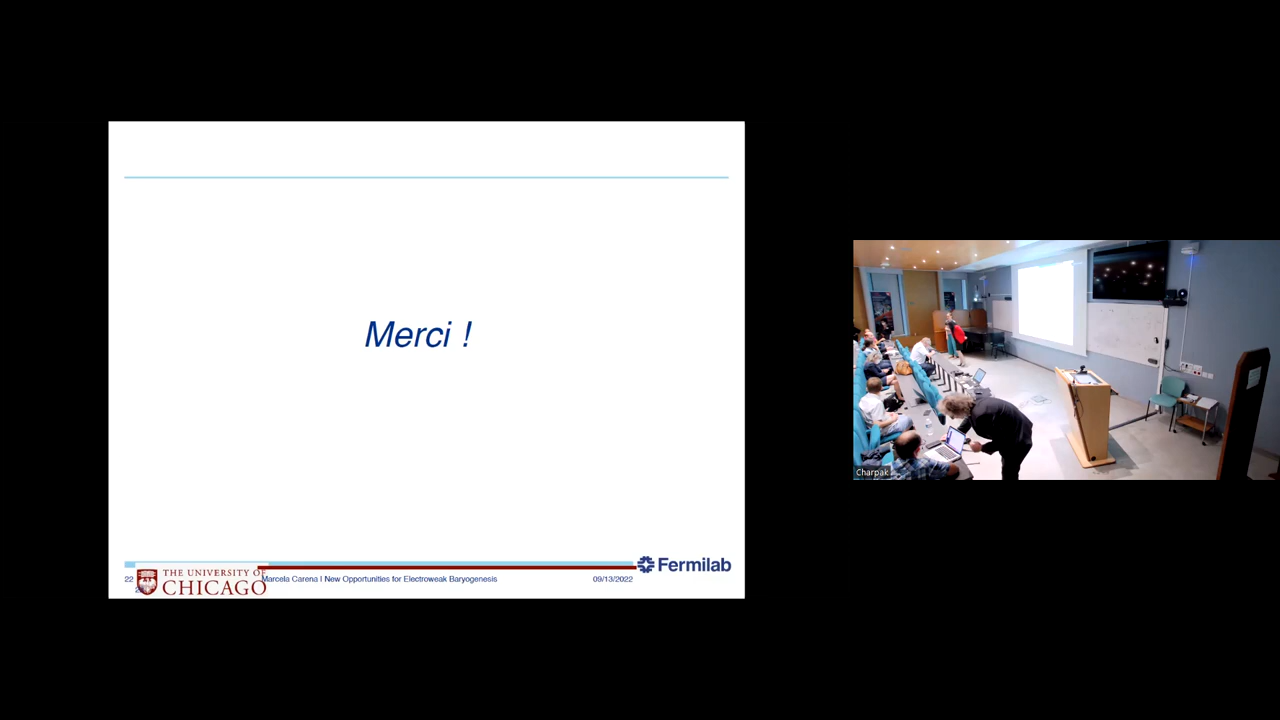 Merci !
22
THE UNIVERSITY OF
CHICAGO
Marcela Carena I New Opportunities for Electroweak Baryogenesis
09/13/2022
Fermilab
Charpak